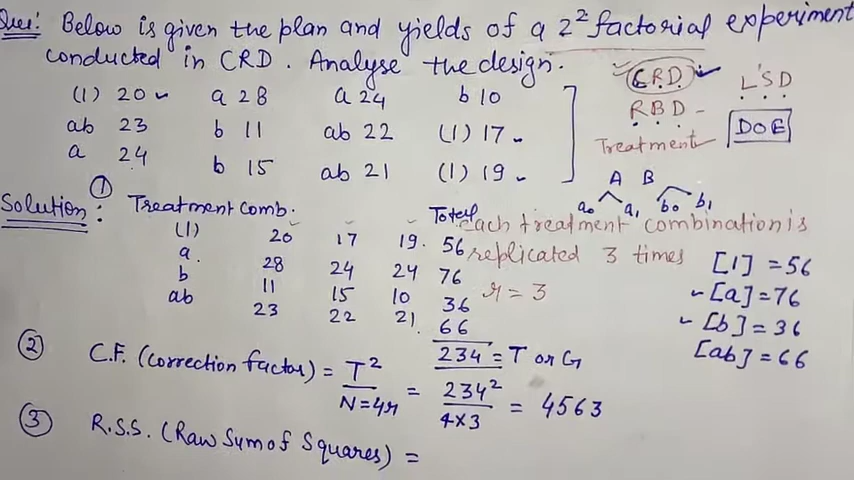 Ques: Below is given the plan and yields of a 2² factorial experiment
conducted in CRD. Analyse the design.
(1) 20 a 28 a 24 b 10
ab 23 b 11 ab 22 (1) 17
a 24 b 15 ab 21 (1) 19
CRD LSD
RBD DOE
Treatment
A B
a₀ a₁ b₀ b₁
① Solution: Treatment Comb. Total
(1) 20 17 19. 56
a. 28 24 24 76
b 11 15 10 36
ab 23 22 21 66
234 = T or G
each treatment combination is
replicated 3 times
r = 3
[1] = 56
[a] = 76
[b] = 36
[ab] = 66
② C.F. (Correction factor) = T² / N=4r = 234² / 4×3 = 4563
③ R.S.S. (Raw Sum of Squares) =